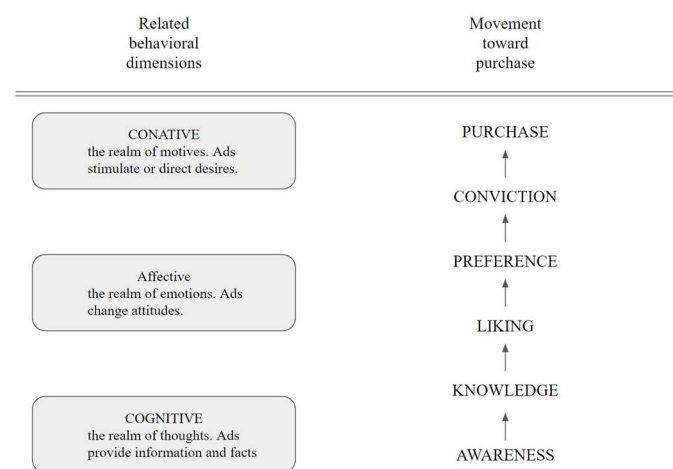 Related
behavioral
dimensions
Movement
toward
purchase
CONATIVE
the realm of motives. Ads
stimulate or direct desires.
Affective
the realm of emotions. Ads
change attitudes.
COGNITIVE
the realm of thoughts. Ads
provide information and facts
PURCHASE
CONVICTION
PREFERENCE
LIKING
KNOWLEDGE
AWARENESS